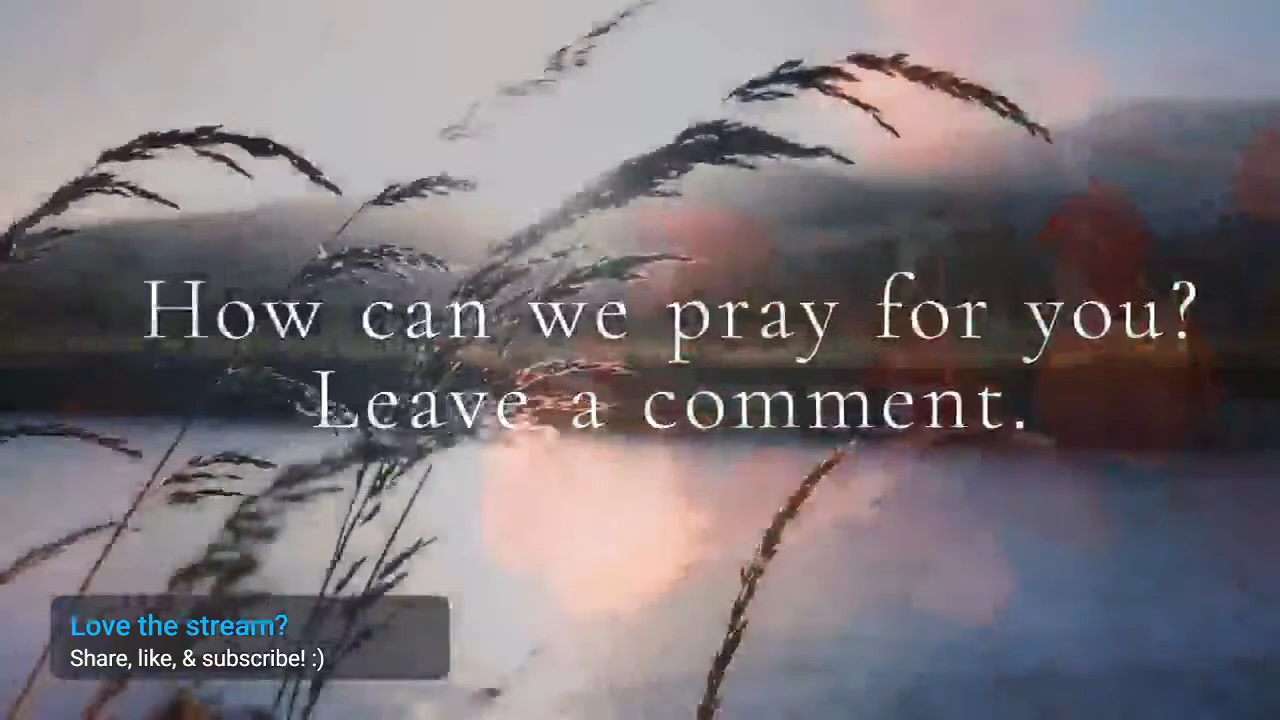 How can we pray for you?
Leave a comment.
Love the stream?
Share, like, & subscribe! :)